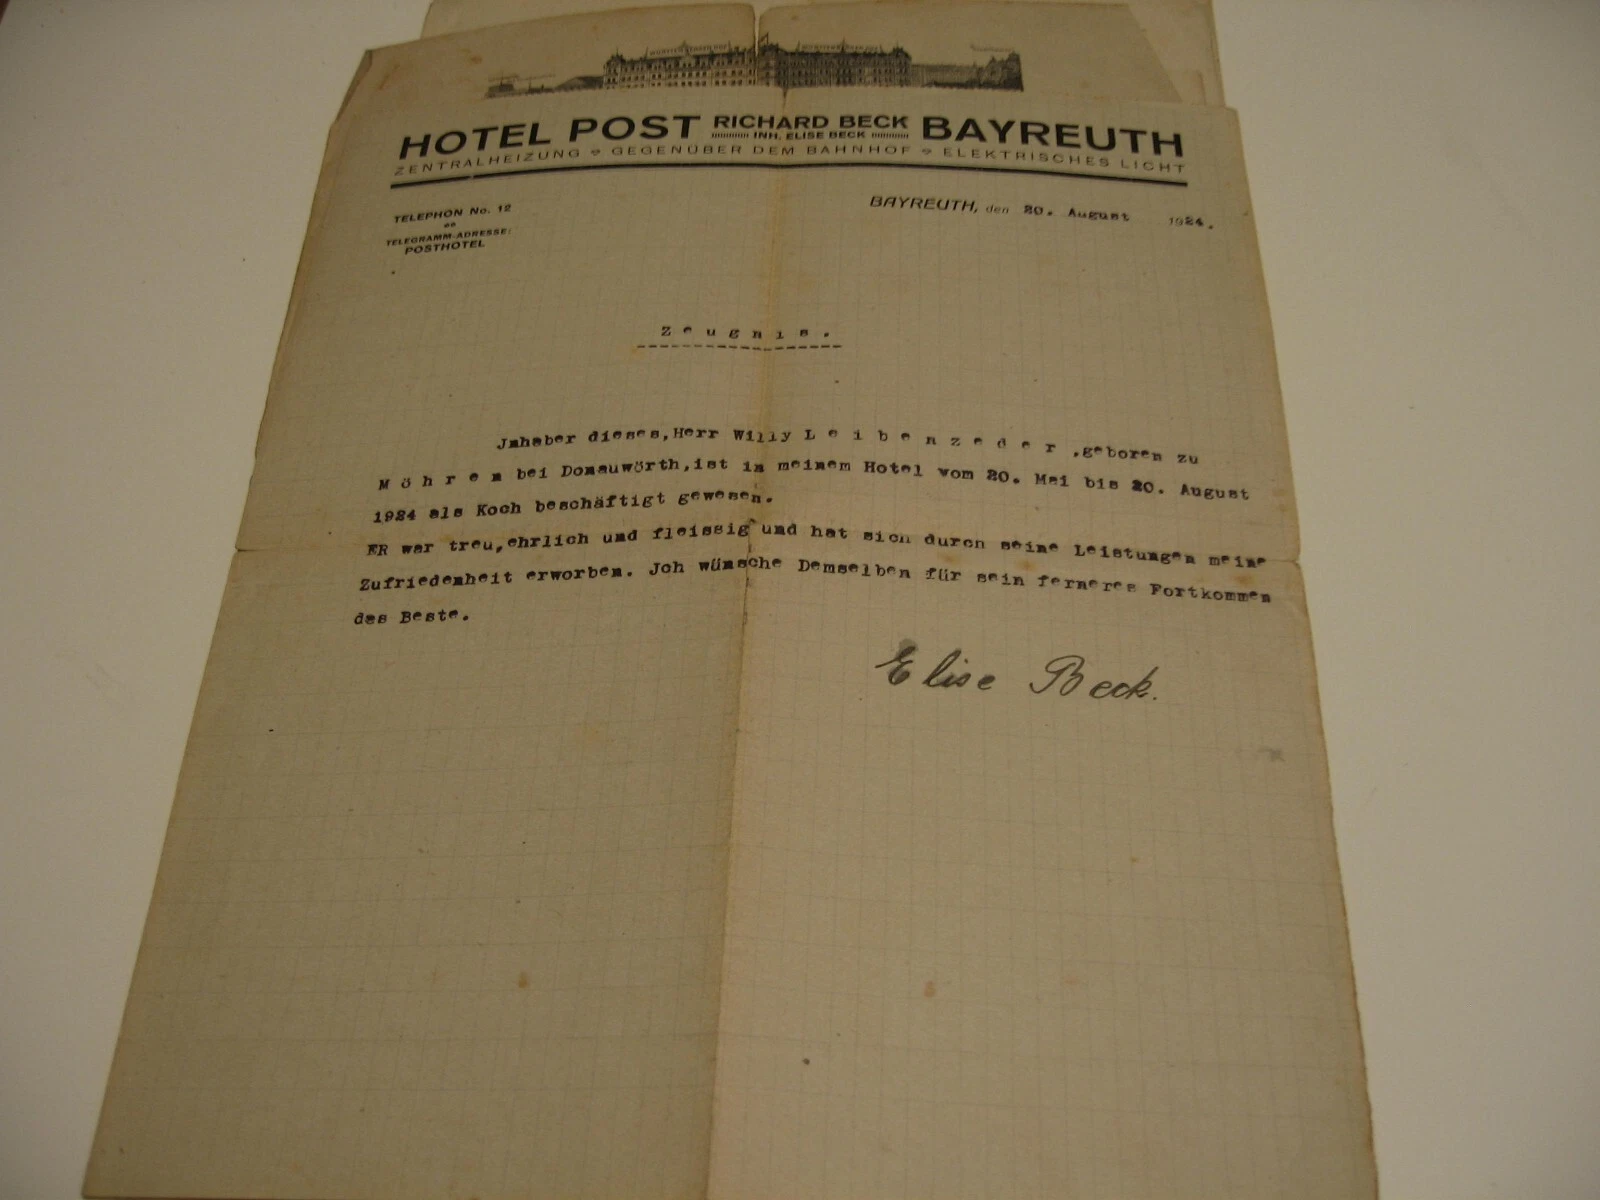 HOTEL POST RICHARD BECK BAYREUTH
INH. ELISE BECK
ZENTRALHEIZUNG GEGENÜBER DEM BAHNHOF ELEKTRISCHES LICHT
TELEPHON No. 12
TELEGRAMM-ADRESSE:
POSTHOTEL
BAYREUTH, den 20. August 1924.
Zeugnis.
Jnhaber dieses, Herr Willy Leibenzeder, geboren zu
Möhren bei Donauwörth, ist in meinem Hotel vom 20. Mai bis 20. August
1924 als Koch beschäftigt gewesen.
ER war treu, ehrlich und fleissig und hat sich durch seine Leistungen meine
Zufriedenheit erworben. Jch wünsche Demselben für sein ferneres Fortkommen
das Beste.
Elise Beck.